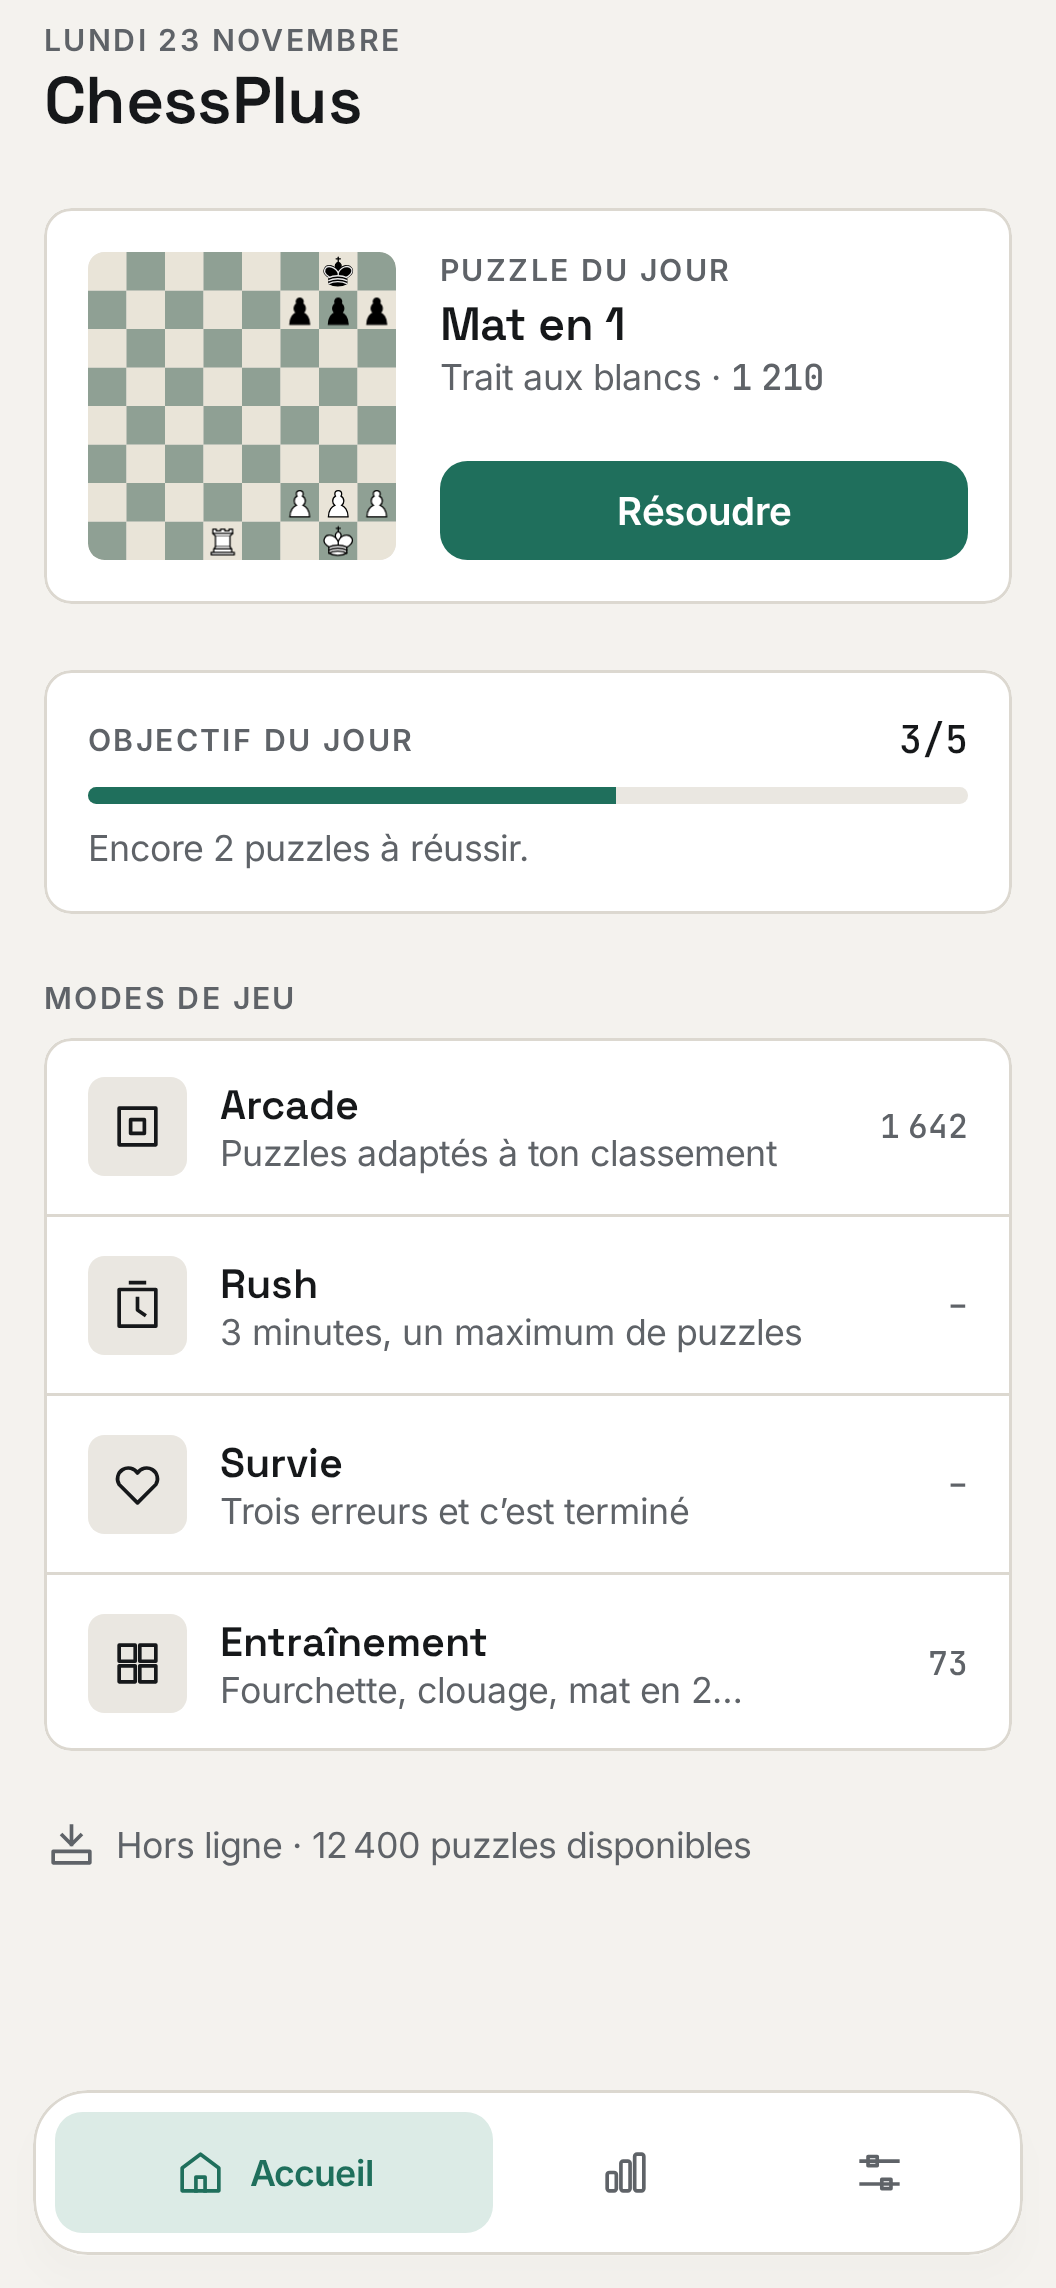 LUNDI 23 NOVEMBRE
ChessPlus
PUZZLE DU JOUR
Mat en 1
Trait aux blancs · 1 210
Résoudre
OBJECTIF DU JOUR 3/5
Encore 2 puzzles à réussir.
MODES DE JEU
Arcade
Puzzles adaptés à ton classement
1 642
Rush
3 minutes, un maximum de puzzles
–
Survie
Trois erreurs et c’est terminé
–
Entraînement
Fourchette, clouage, mat en 2…
73
Hors ligne · 12 400 puzzles disponibles
Accueil